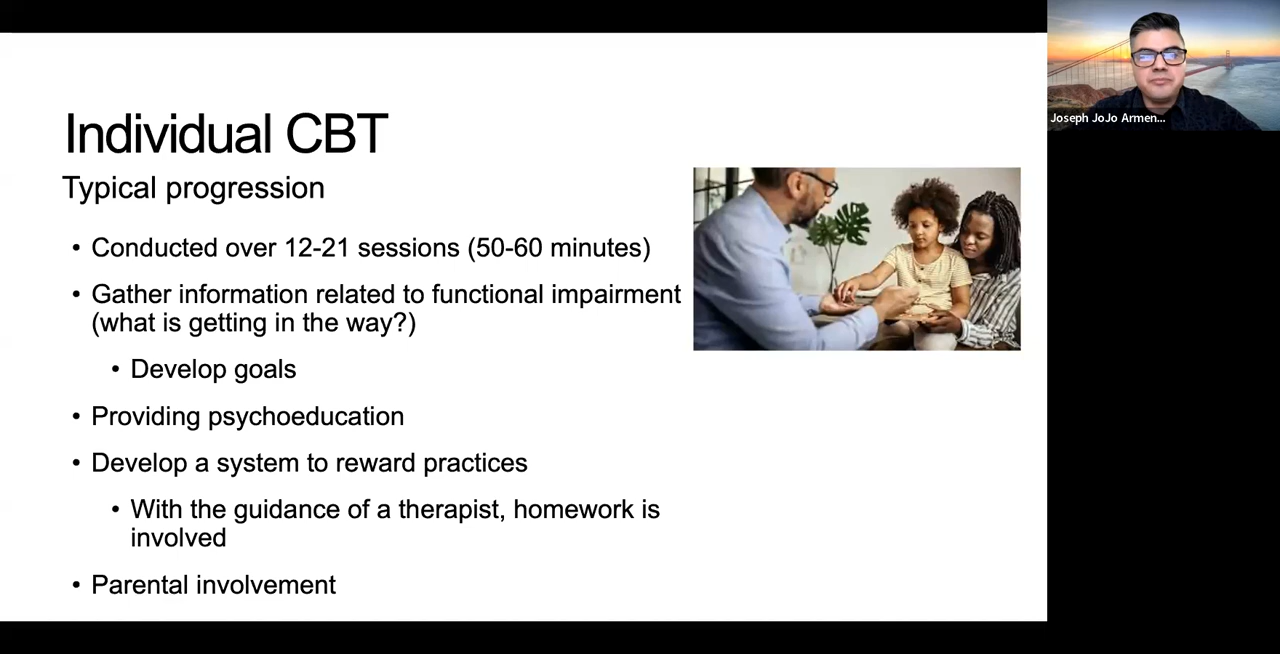 Individual CBT
Typical progression
• Conducted over 12-21 sessions (50-60 minutes)
• Gather information related to functional impairment
(what is getting in the way?)
• Develop goals
• Providing psychoeducation
• Develop a system to reward practices
• With the guidance of a therapist, homework is
involved
• Parental involvement
Joseph JoJo Armen...